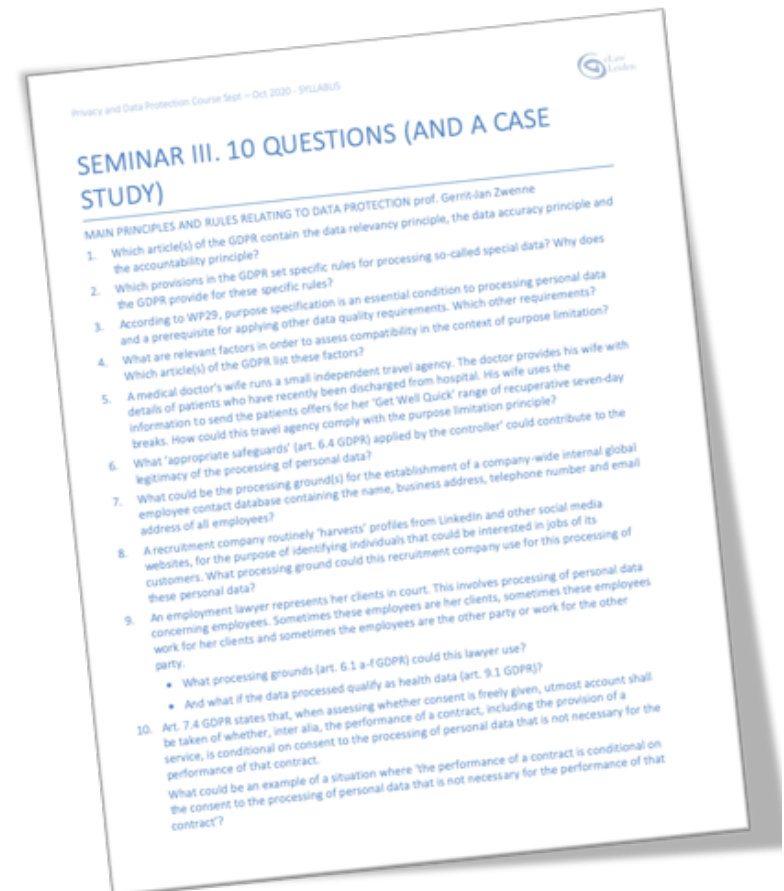 Privacy and Data Protection Course Sept – Oct 2020 - SYLLABUS
eLaw
Leiden
SEMINAR III. 10 QUESTIONS (AND A CASE
STUDY)
MAIN PRINCIPLES AND RULES RELATING TO DATA PROTECTION prof. Gerrit-Jan Zwenne
1. Which article(s) of the GDPR contain the data relevancy principle, the data accuracy principle and
the accountability principle?
2. Which provisions in the GDPR set specific rules for processing so-called special data? Why does
the GDPR provide for these specific rules?
3. According to WP29, purpose specification is an essential condition to processing personal data
and a prerequisite for applying other data quality requirements. Which other requirements?
4. What are relevant factors in order to assess compatibility in the context of purpose limitation?
Which article(s) of the GDPR list these factors?
5. A medical doctor's wife runs a small independent travel agency. The doctor provides his wife with
details of patients who have recently been discharged from hospital. His wife uses the
information to send the patients offers for her 'Get Well Quick' range of recuperative seven-day
breaks. How could this travel agency comply with the purpose limitation principle?
6. What 'appropriate safeguards' (art. 6.4 GDPR) applied by the controller' could contribute to the
legitimacy of the processing of personal data?
7. What could be the processing ground(s) for the establishment of a company-wide internal global
employee contact database containing the name, business address, telephone number and email
address of all employees?
8. A recruitment company routinely 'harvests' profiles from LinkedIn and other social media
websites, for the purpose of identifying individuals that could be interested in jobs of its
customers. What processing ground could this recruitment company use for this processing of
these personal data?
9. An employment lawyer represents her clients in court. This involves processing of personal data
concerning employees. Sometimes these employees are her clients, sometimes these employees
work for her clients and sometimes the employees are the other party or work for the other
party.
• What processing grounds (art. 6.1 a-f GDPR) could this lawyer use?
• And what if the data processed qualify as health data (art. 9.1 GDPR)?
10. Art. 7.4 GDPR states that, when assessing whether consent is freely given, utmost account shall
be taken of whether, inter alia, the performance of a contract, including the provision of a
service, is conditional on consent to the processing of personal data that is not necessary for the
performance of that contract.
What could be an example of a situation where 'the performance of a contract is conditional on
the consent to the processing of personal data that is not necessary for the performance of that
contract'?